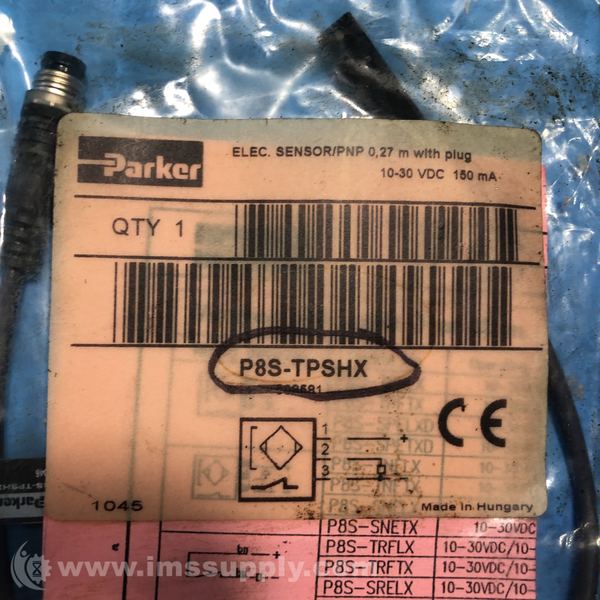 Parker
ELEC. SENSOR/PNP 0,27 m with plug
10-30 VDC 150 mA
QTY 1
P8S-TPSHX
1
2
3
+
-
CE
1045
Made in Hungary
Parker
P8S-SNETX 10-30VDC
P8S-TRFLX 10-30VDC/10-
P8S-TRFTX 10-30VDC/10-
P8S-SRELX 10-30VDC/10-
www.imssupply.com